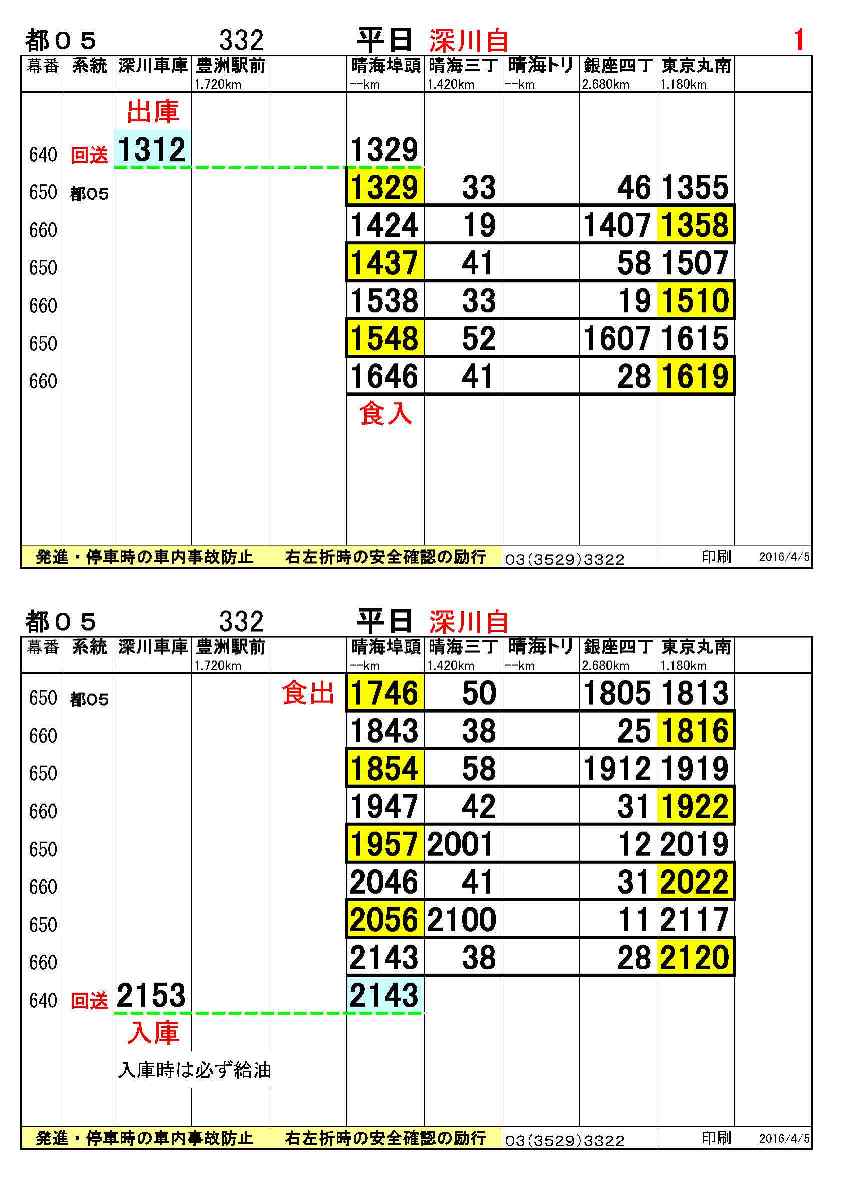 都０５ 332 平日 深川自 1
幕番 系統 深川車庫 豊洲駅前 晴海埠頭 晴海三丁 晴海トリ 銀座四丁 東京丸南
1.720km --km 1.420km --km 2.680km 1.180km
出庫
640 回送 1312 1329
650 都05 1329 33 46 1355
660 1424 19 1407 1358
650 1437 41 58 1507
660 1538 33 19 1510
650 1548 52 1607 1615
660 1646 41 28 1619
食入
発進・停車時の車内事故防止 右左折時の安全確認の励行 03(3529)3322 印刷 2016/4/5
都０５ 332 平日 深川自
幕番 系統 深川車庫 豊洲駅前 晴海埠頭 晴海三丁 晴海トリ 銀座四丁 東京丸南
1.720km --km 1.420km --km 2.680km 1.180km
650 都05 食出 1746 50 1805 1813
660 1843 38 25 1816
650 1854 58 1912 1919
660 1947 42 31 1922
650 1957 2001 12 2019
660 2046 41 31 2022
650 2056 2100 11 2117
660 2143 38 28 2120
640 回送 2153 2143
入庫
入庫時は必ず給油
発進・停車時の車内事故防止 右左折時の安全確認の励行 03(3529)3322 印刷 2016/4/5